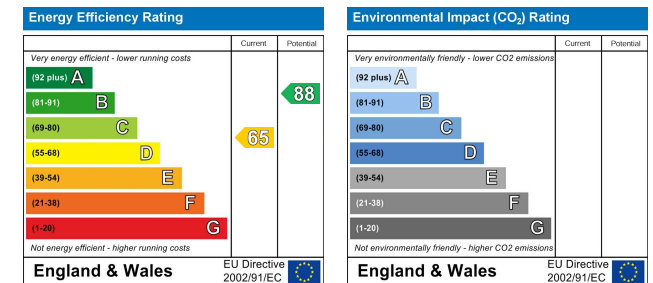 Energy Efficiency Rating
Current Potential
Very energy efficient - lower running costs
(92 plus) A
(81-91) B
88
(69-80) C
65
(55-68) D
(39-54) E
(21-38) F
(1-20) G
Not energy efficient - higher running costs
England & Wales
EU Directive
2002/91/EC
Environmental Impact (CO₂) Rating
Current Potential
Very environmentally friendly - lower CO2 emissions
(92 plus) A
(81-91) B
(69-80) C
(55-68) D
(39-54) E
(21-38) F
(1-20) G
Not environmentally friendly - higher CO2 emissions
England & Wales
EU Directive
2002/91/EC